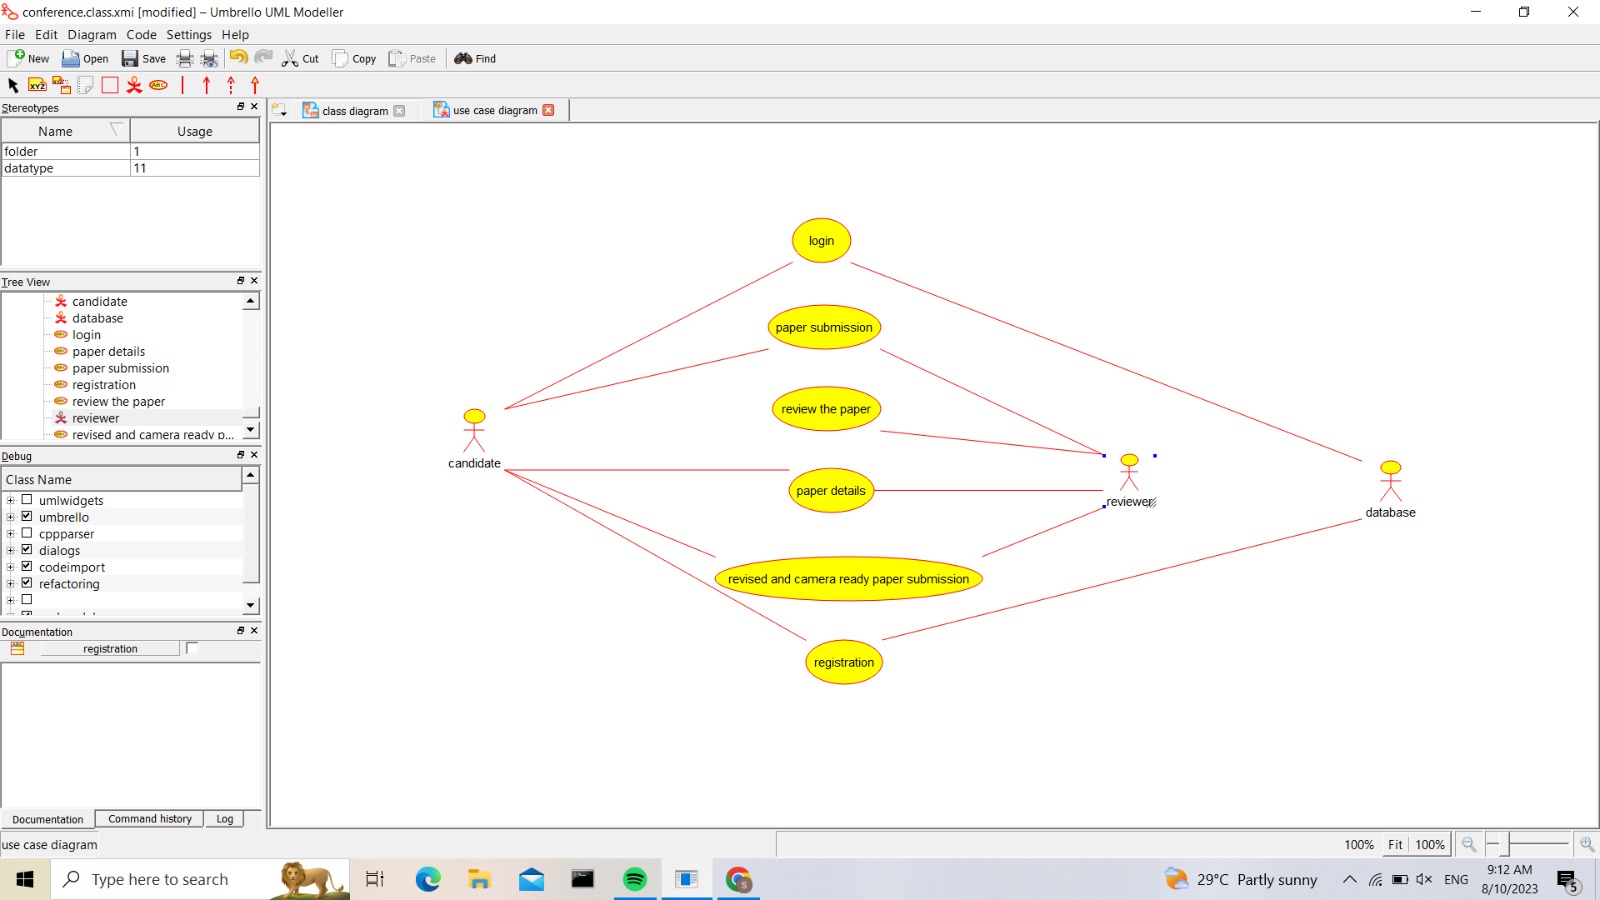 conference.class.xmi [modified] – Umbrello UML Modeller
File Edit Diagram Code Settings Help
New Open Save Cut Copy Paste Find
XYZ ABC
Stereotypes
class diagram use case diagram
Name Usage
folder 1
datatype 11
Tree View
candidate
database
login
paper details
paper submission
registration
review the paper
reviewer
revised and camera ready p...
Debug
Class Name
umlwidgets
umbrello
cppparser
dialogs
codeimport
refactoring
Documentation
registration
Documentation Command history Log
login
paper submission
review the paper
candidate
paper details
reviewer
database
revised and camera ready paper submission
registration
use case diagram
100% Fit 100%
Type here to search
29°C Partly sunny
ENG
9:12 AM
8/10/2023
5